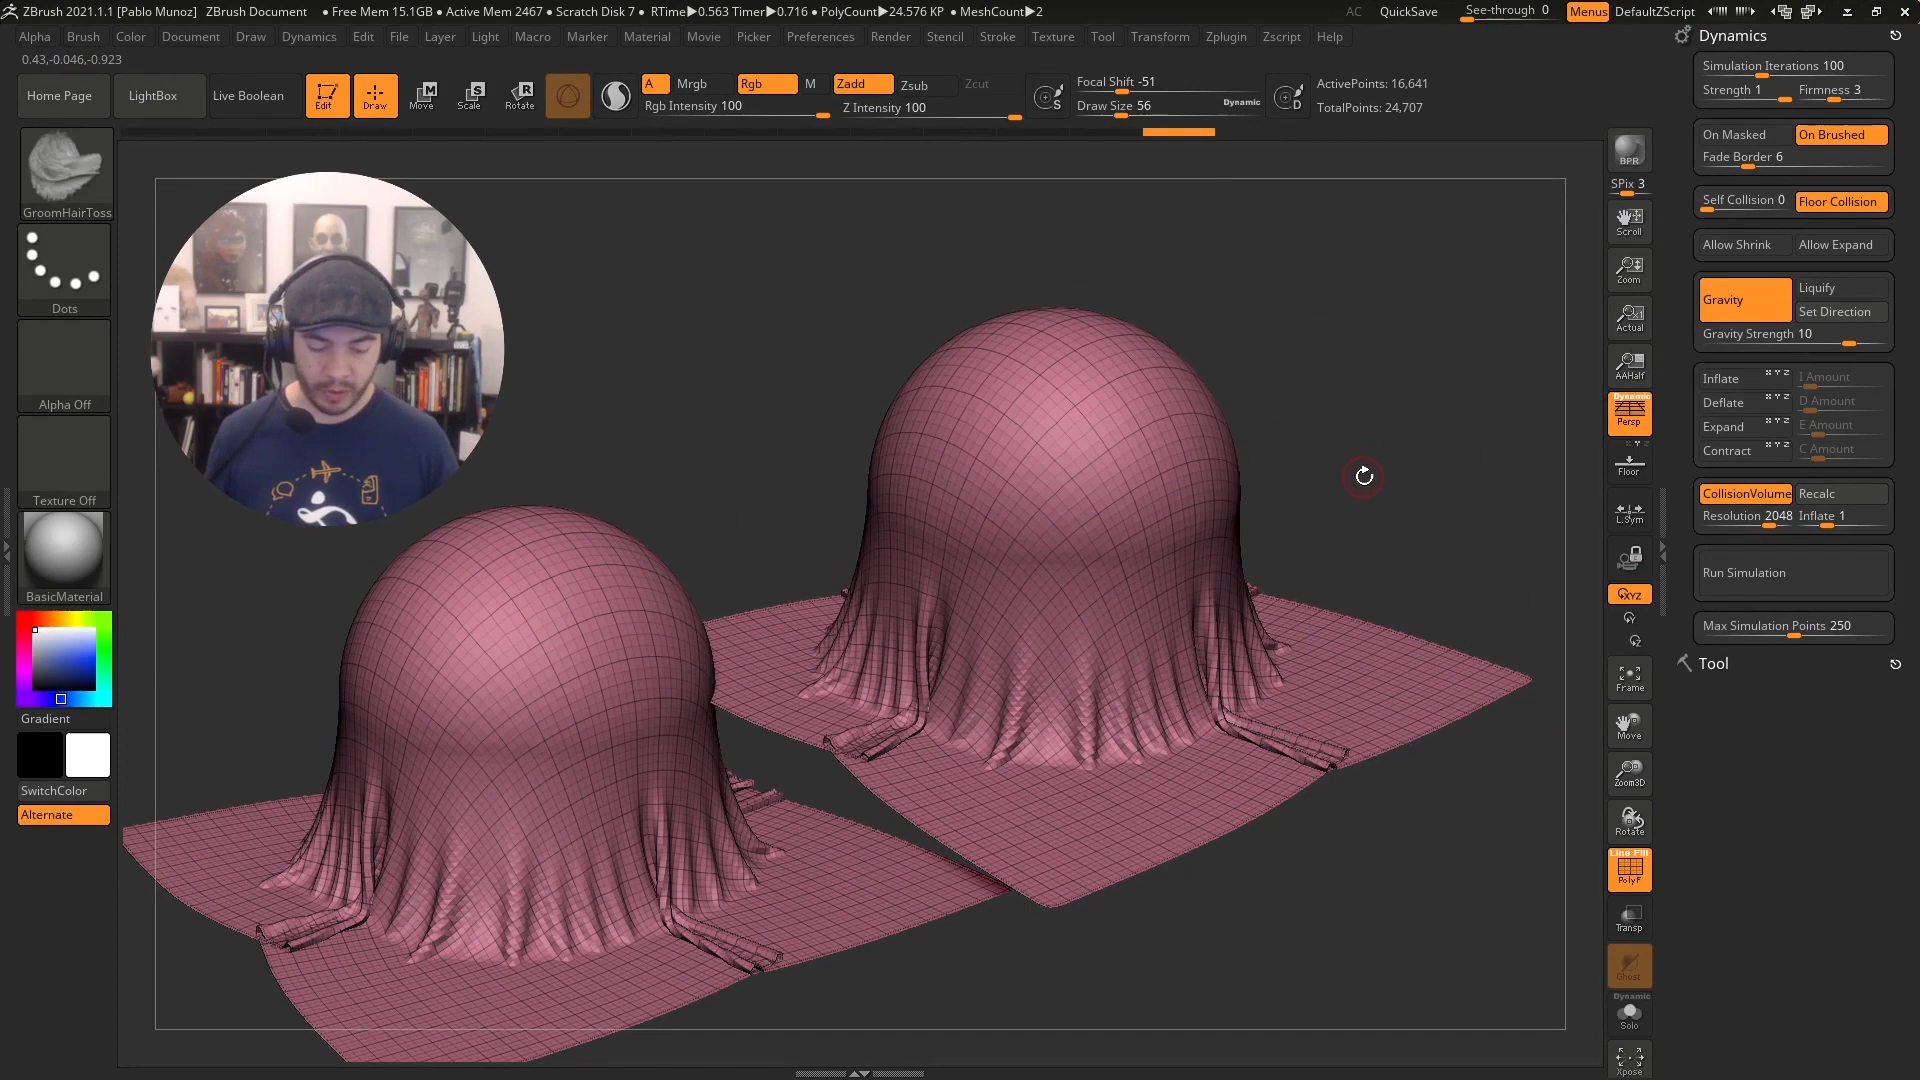 ZBrush 2021.1.1 [Pablo Munoz] ZBrush Document • Free Mem 15.1GB • Active Mem 2467 • Scratch Disk 7 • RTime▶0.563 Timer▶0.716 • PolyCount▶24.576 KP • MeshCount▶2 AC QuickSave See-through 0 Menus DefaultZScript
Alpha Brush Color Document Draw Dynamics Edit File Layer Light Macro Marker Material Movie Picker Preferences Render Stencil Stroke Texture Tool Transform Zplugin Zscript Help
0.43,-0.046,-0.923
Home Page LightBox Live Boolean Edit Draw Move Scale Rotate
A Mrgb Rgb M Zadd Zsub Zcut
Rgb Intensity 100 Z Intensity 100
Focal Shift -51
Draw Size 56 Dynamic
ActivePoints: 16,641
TotalPoints: 24,707
GroomHairToss
Dots
Alpha Off
Texture Off
BasicMaterial
Gradient
SwitchColor
Alternate
BPR
SPix 3
Scroll
Zoom
Actual
AAHalf
Dynamic
Persp
Floor
L.Sym
XYZ
Frame
Move
Zoom3D
Rotate
Line Fill
PolyF
Transp
Ghost
Dynamic
Solo
Xpose
Dynamics
Simulation Iterations 100
Strength 1 Firmness 3
On Masked On Brushed
Fade Border 6
Self Collision 0 Floor Collision
Allow Shrink Allow Expand
Gravity Liquify
Set Direction
Gravity Strength 10
Inflate X Y Z I Amount
Deflate X Y Z D Amount
Expand X Y Z E Amount
Contract X Y Z C Amount
CollisionVolume Recalc
Resolution 2048 Inflate 1
Run Simulation
Max Simulation Points 250
Tool